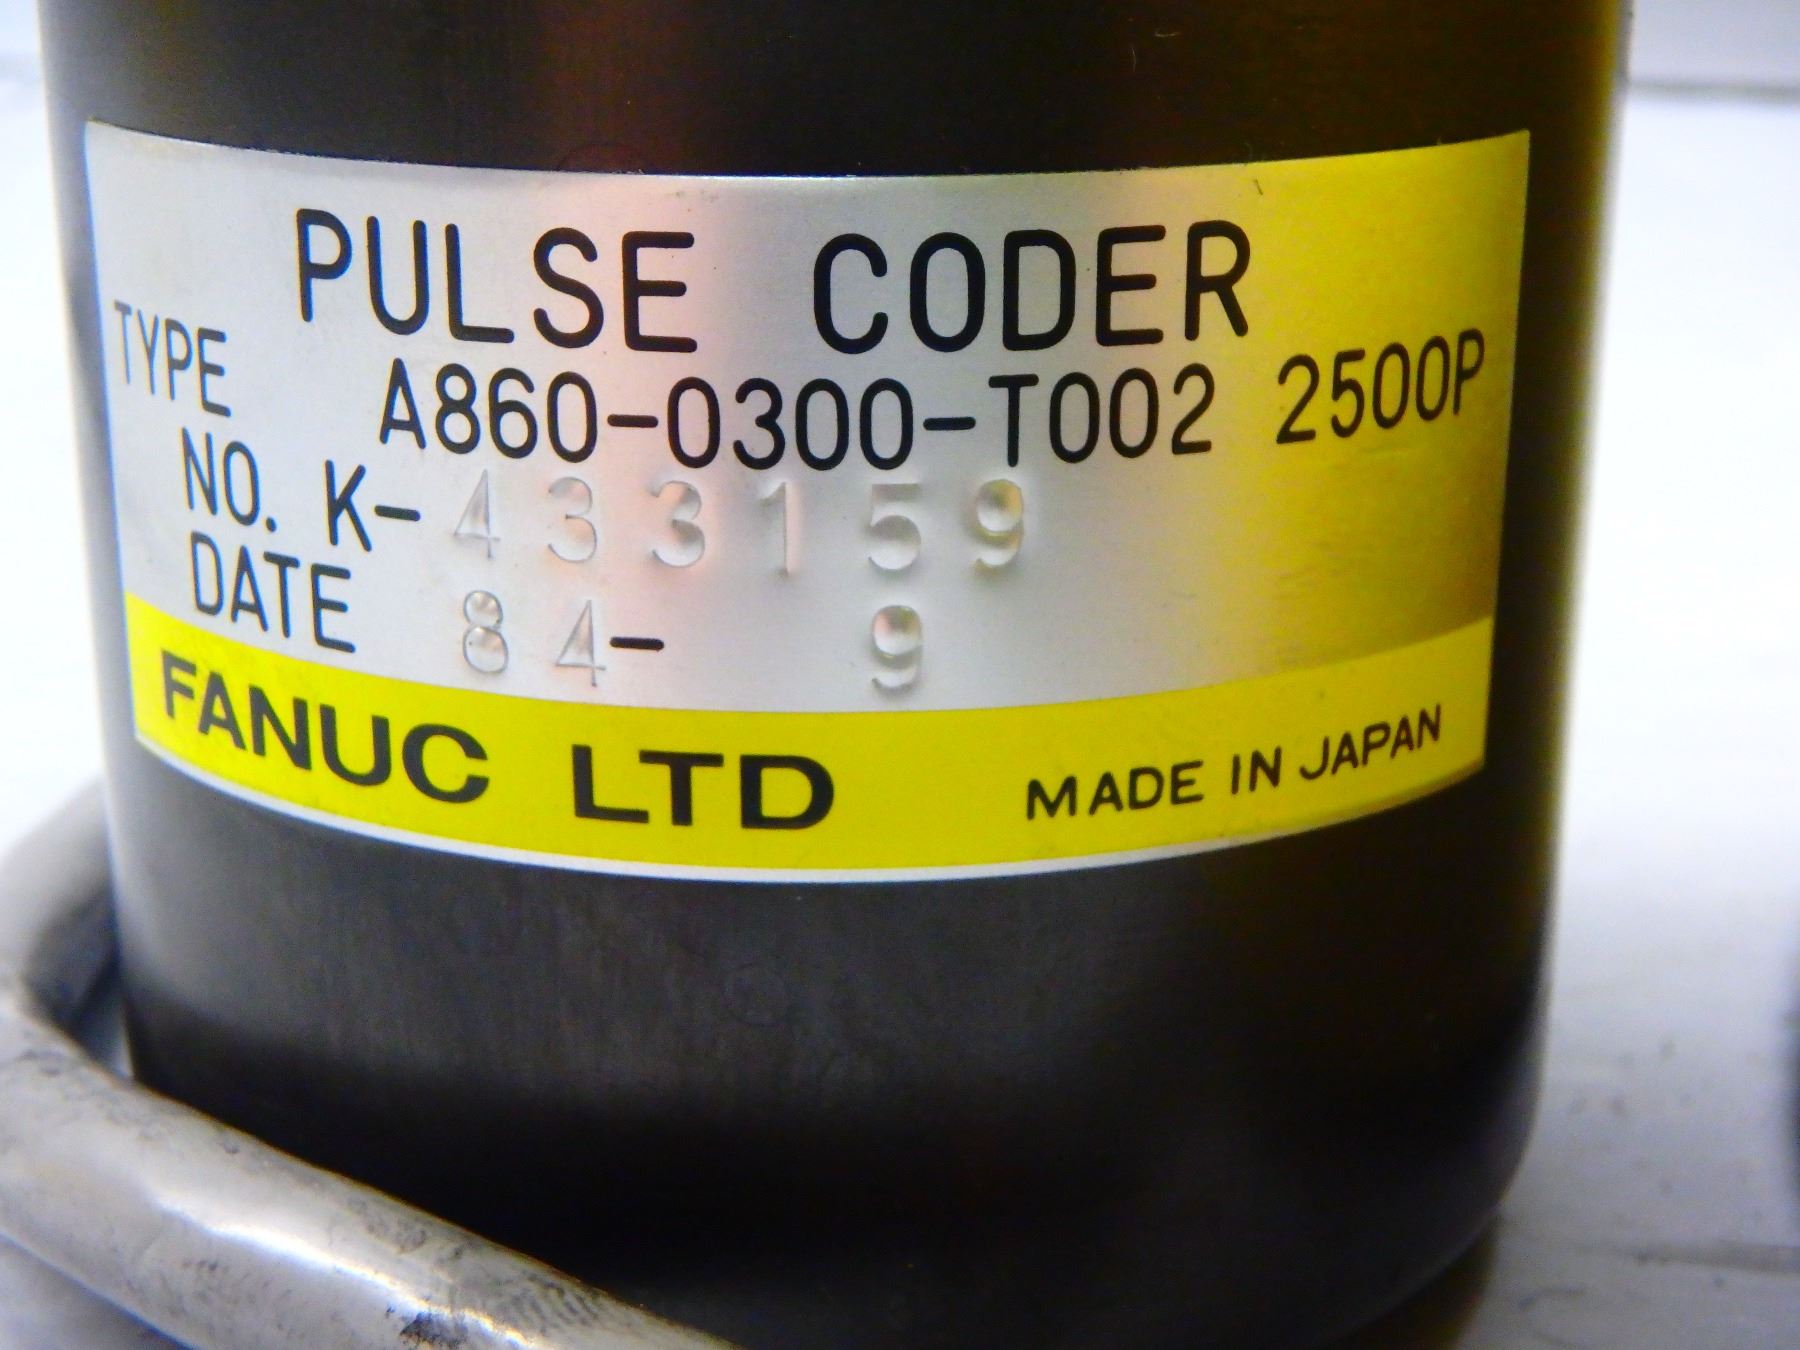 PULSE CODER
TYPE A860-0300-T002 2500P
NO. K-433159
DATE 84- 9
FANUC LTD MADE IN JAPAN